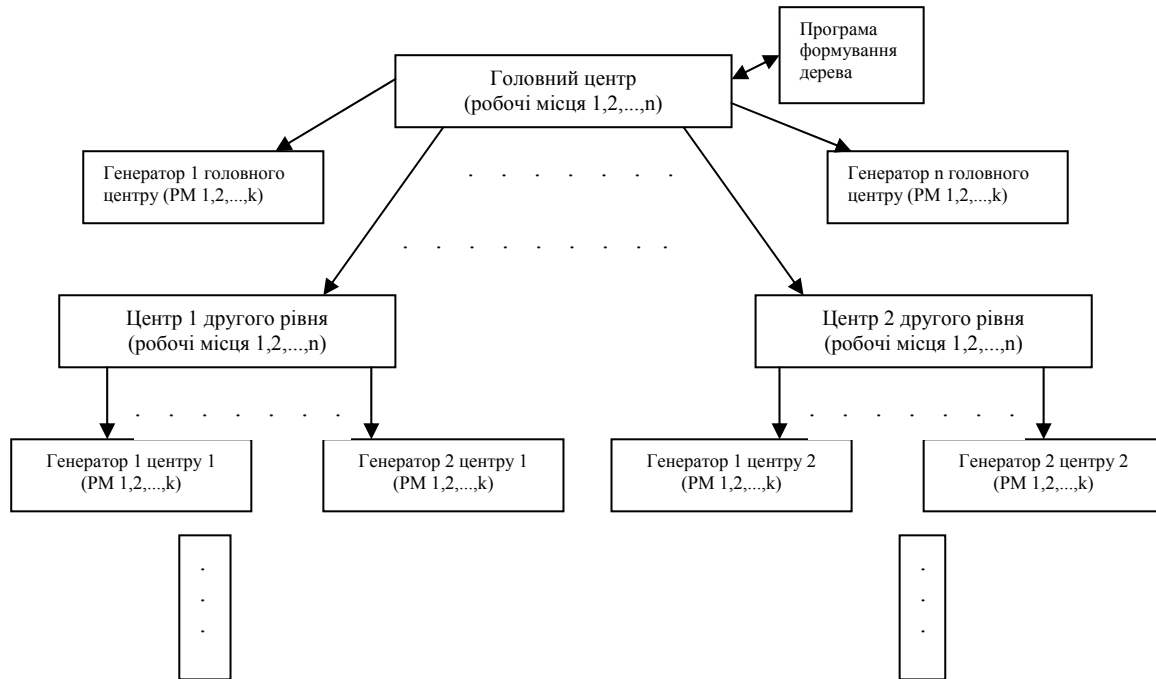 Програма
формування
дерева
Головний центр
(робочі місця 1,2,...,n)
Генератор 1 головного
центру (РМ 1,2,...,k)
. . . . . . .
Генератор n головного
центру (РМ 1,2,...,k)
. . . . . . . . .
Центр 1 другого рівня
(робочі місця 1,2,...,n)
Центр 2 другого рівня
(робочі місця 1,2,...,n)
. . . . . . .
. . . . . . .
Генератор 1 центру 1
(РМ 1,2,...,k)
Генератор 2 центру 1
(РМ 1,2,...,k)
Генератор 1 центру 2
(РМ 1,2,...,k)
Генератор 2 центру 2
(РМ 1,2,...,k)
.
.
.
.
.
.